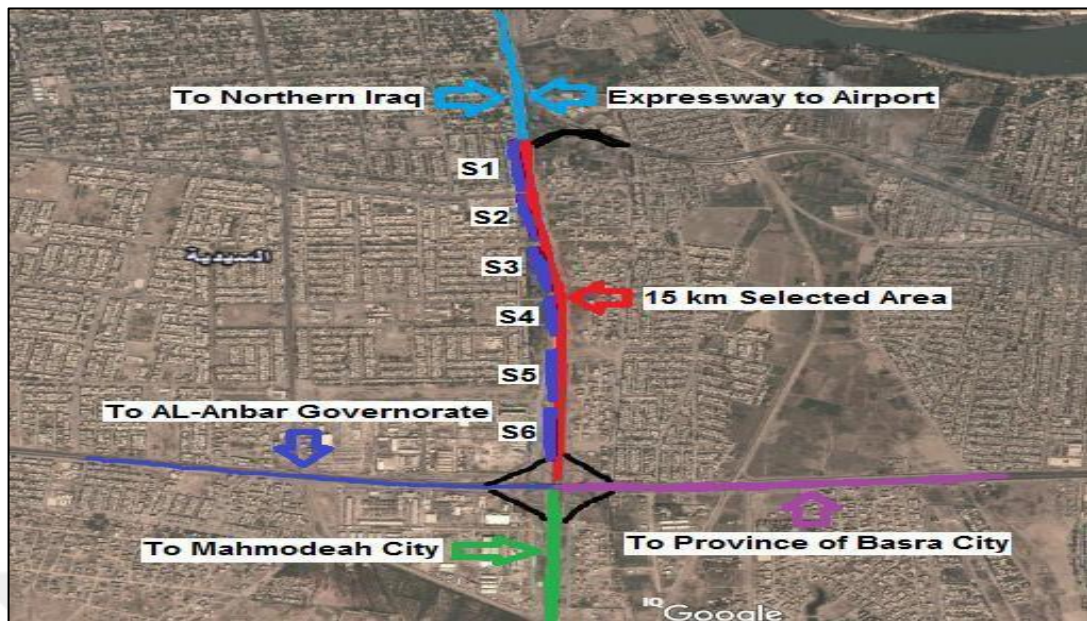 To Northern Iraq
Expressway to Airport
S1
S2
السيدية
S3
15 km Selected Area
S4
S5
To AL-Anbar Governorate
S6
To Mahmodeah City
To Province of Basra City
IQ
Google